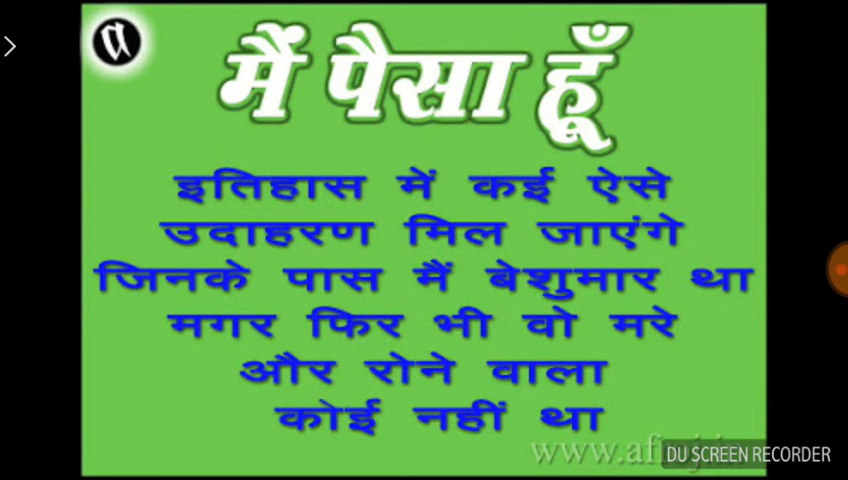 मैं पैसा हूँ
इतिहास में कई ऐसे
उदाहरण मिल जाएंगे
जिनके पास मैं बेशुमार था
मगर फिर भी वो मरे
और रोने वाला
कोई नहीं था
DU SCREEN RECORDER